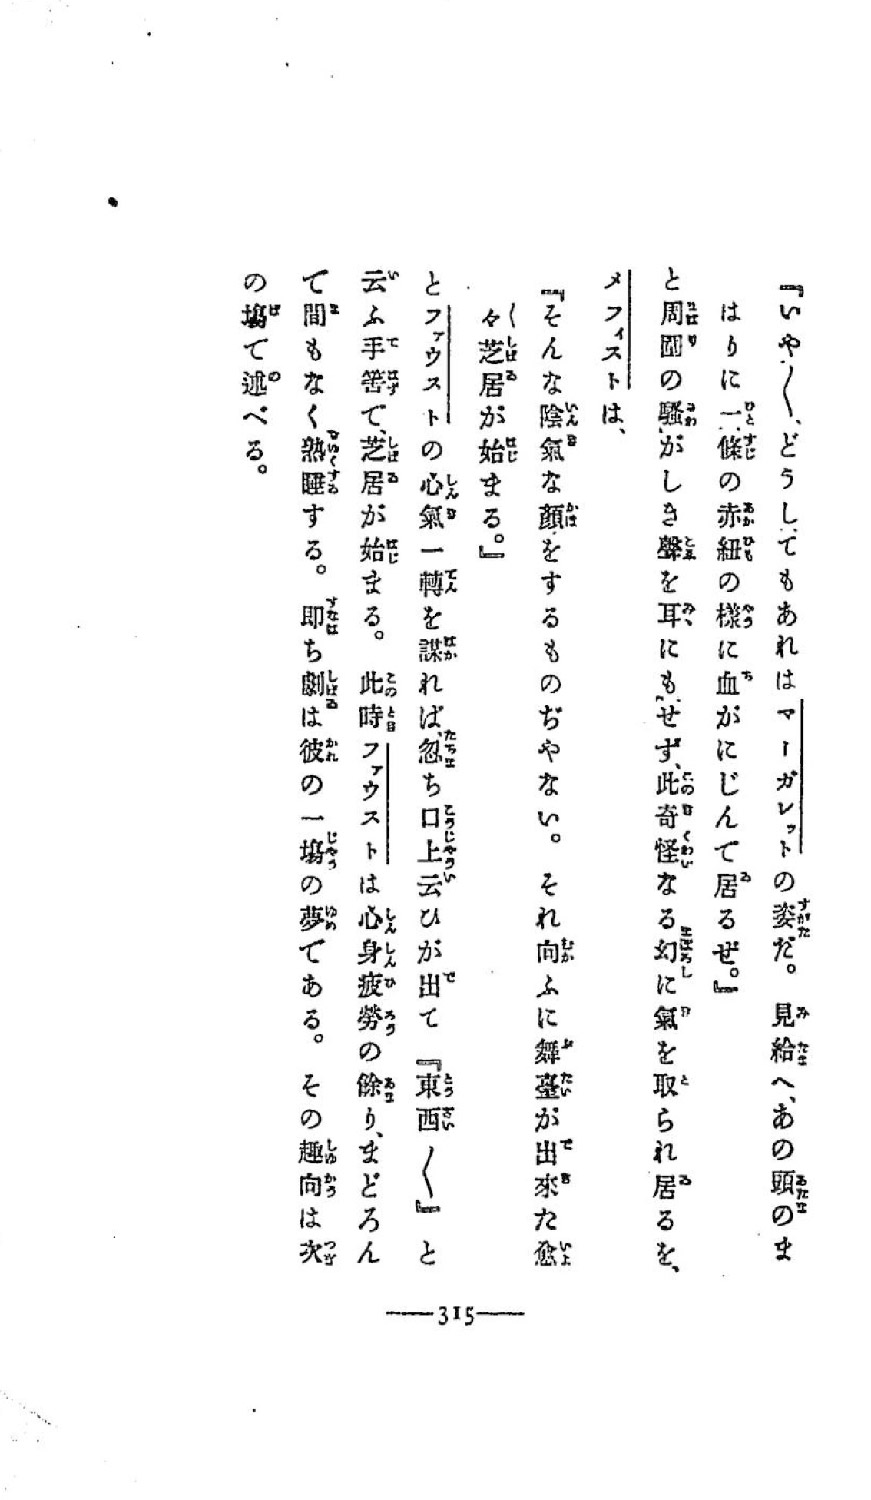 『いや〳〵、どうしてもあれはマーガレットの姿だ。見給へ、あの頭のま
はりに一條の赤紐の樣に血がにじんで居るぜ。』
と周圍の騷がしき聲を耳にもせず、此奇怪なる幻に氣を取られ居るを、
メフィストは、
『そんな陰氣な顏をするものぢやない。それ向ふに舞臺が出來た愈
々芝居が始まる。』
とファウストの心氣一轉を謀れば、忽ち口上云ひが出て『東西〳〵』と
云ふ手筈で、芝居が始まる。此時ファウストは心身疲勞の餘り、まどろん
で間もなく熟睡する。即ち劇は彼の一塲の夢である。その趣向は次
の塲で述べる。
315